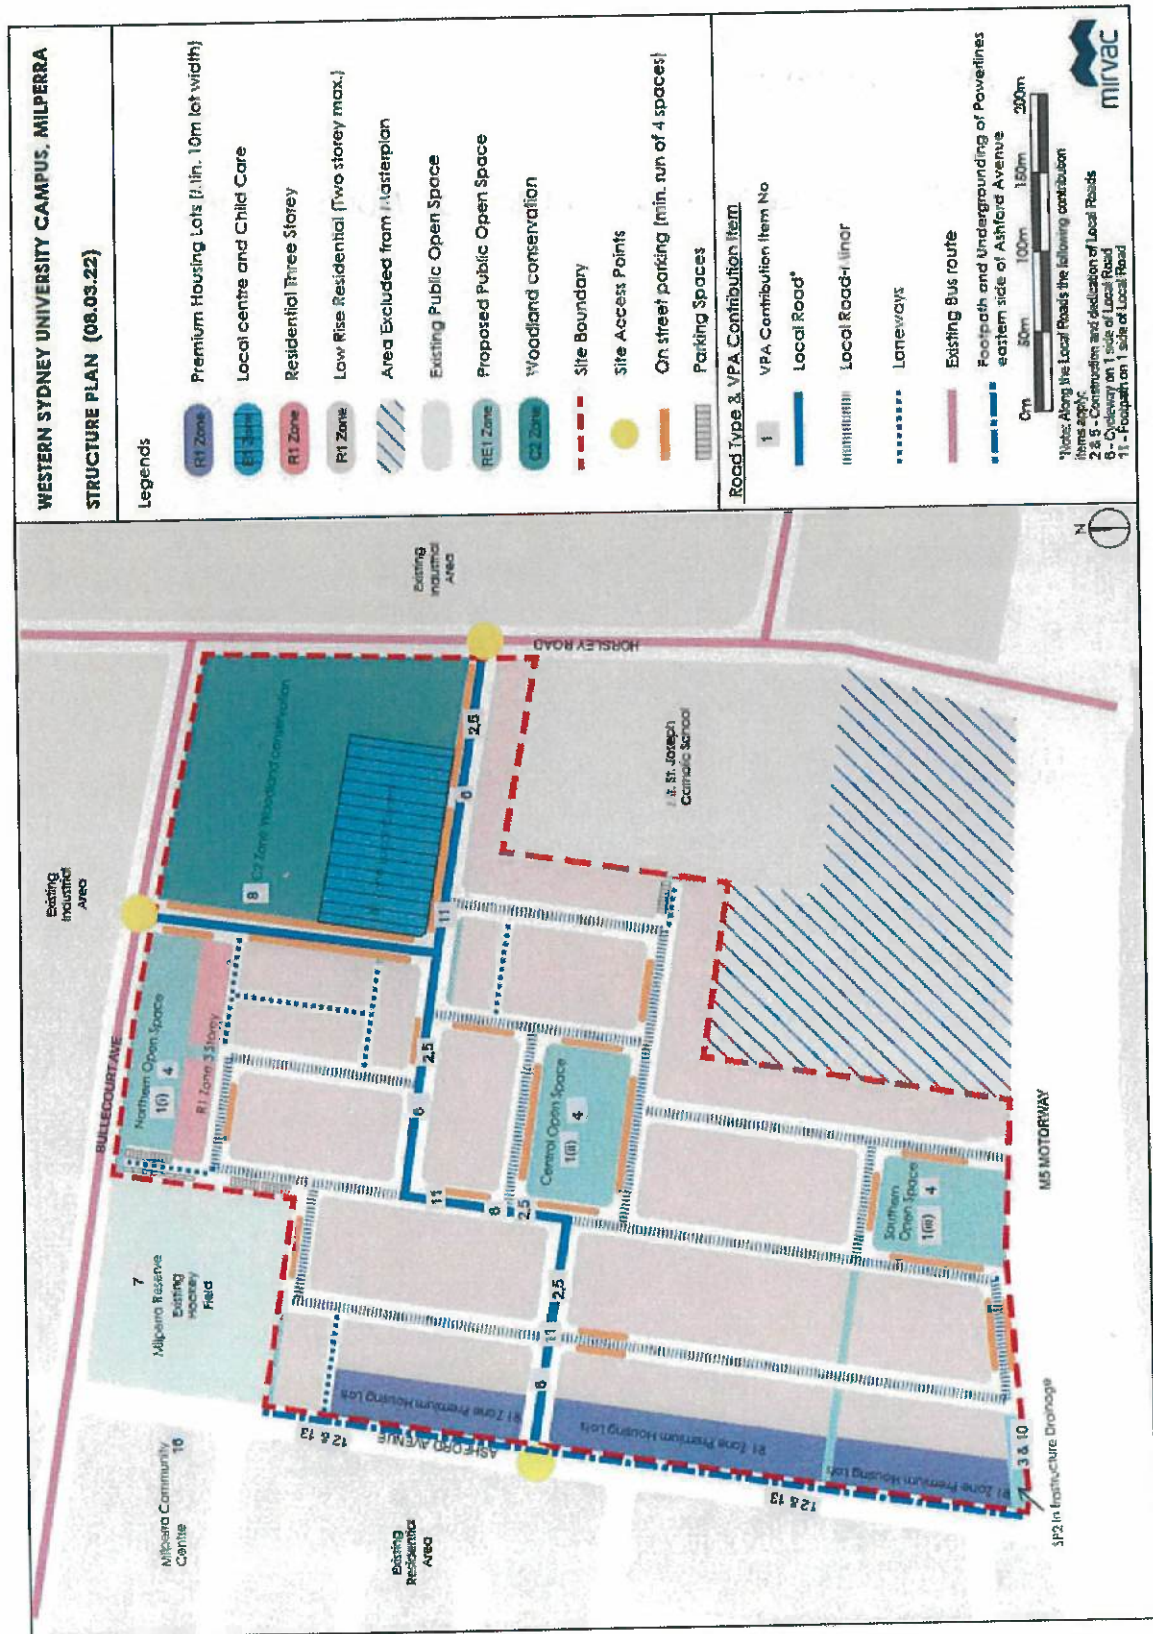 WESTERN SYDNEY UNIVERSITY CAMPUS, MILPERRA
STRUCTURE PLAN (08.03.22)
Legends
R1 Zone
Premium Housing Lots (Min. 10m lot width)
E1 Zone
Local centre and Child Care
R1 Zone
Residential Three Storey
R1 Zone
Low Rise Residential (Two storey max.)
Area Excluded from Masterplan
Existing Public Open Space
RE1 Zone
Proposed Public Open Space
C2 Zone
Woodland conservation
Site Boundary
Site Access Points
On street parking (min. run of 4 spaces)
Parking Spaces
Road Type & VPA Contribution Item
1
VPA Contribution Item No
Local Road*
Local Road-Minor
Laneways
Existing Bus route
Footpath and Undergrounding of Powerlines
eastern side of Ashford Avenue
0m 50m 100m 150m 200m
*Note: Along the Local Roads the following contribution
items apply:
2 & 5 - Construction and dedication of Local Roads
6 - Cycleway on 1 side of Local Road
11 - Footpath on 1 side of Local Road
mirvac
N
Existing
Industrial
Area
Existing
Industrial
Area
BULLECOURT AVE
HORSLEY ROAD
8 C2 Zone Woodland conservation
Northern Open Space
1(i) 4
R1 Zone 3 Storey
7
Milperra Reserve
Existing
Hockey
Field
Milperra Community 16
Centre
Existing
Residential
Area
ASHFORD AVENUE
12 & 13
12 & 13
R1 Zone Premium Housing Lots
R1 Zone Premium Housing Lots
R1 Zone Premium Housing Lots
6
11
2,5
2,5
6
11
6
2,5
11
6
2,5
Central Open Space
1(ii) 4
Southern
Open Space
1(iii) 4
Mt. St. Joseph
Catholic School
M5 MOTORWAY
3 & 10
SP2 Infrastructure Drainage